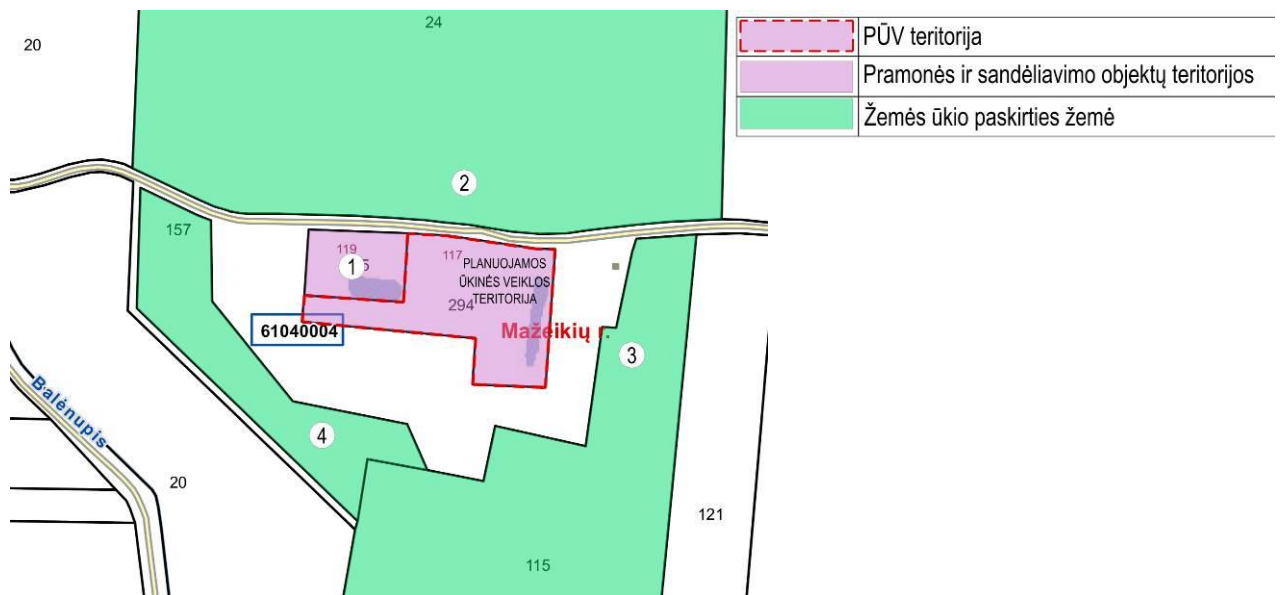 24
20
PŪV teritorija
Pramonės ir sandėliavimo objektų teritorijos
Žemės ūkio paskirties žemė
2
157
119
1
117
PLANUOJAMOS
ŪKINĖS VEIKLOS
TERITORIJA
294
61040004
Mažeikių r.
3
Balėnupis
4
20
121
115